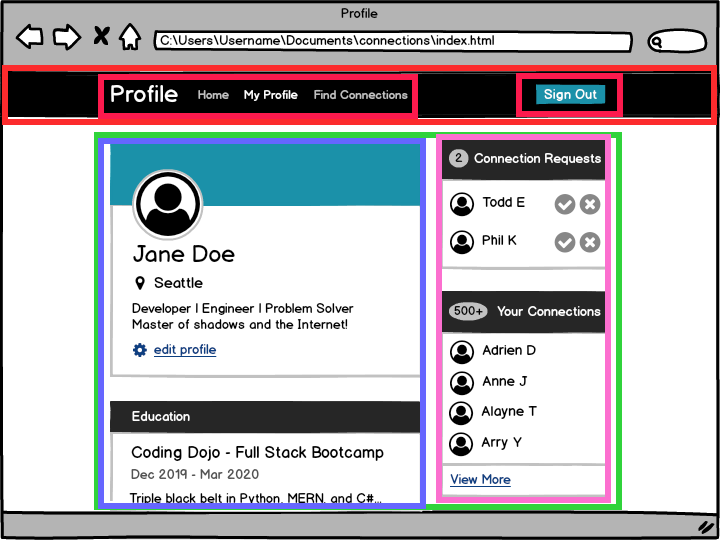 Profile
C:\Users\Username\Documents\connections\index.html
Profile Home My Profile Find Connections Sign Out
Jane Doe
Seattle
Developer | Engineer | Problem Solver
Master of shadows and the Internet!
edit profile
Education
Coding Dojo - Full Stack Bootcamp
Dec 2019 - Mar 2020
Triple black belt in Python, MERN, and C#...
2 Connection Requests
Todd E
Phil K
500+ Your Connections
Adrien D
Anne J
Alayne T
Arry Y
View More